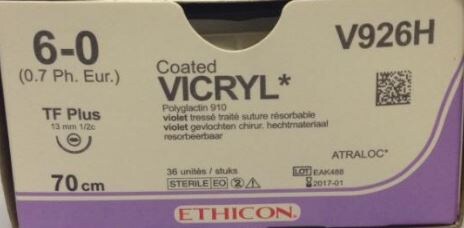 6-0
(0.7 Ph. Eur.)
V926H
Coated
VICRYL*
Polyglactin 910
violet tressé traité suture résorbable
violet gevlochten chirur. hechtmateriaal
resorbeerbaar
TF Plus
13 mm 1/2c
ATRALOC*
36 unités / stuks
LOT EAK488
STERILE EO 2
2017-01
70 cm
ETHICON